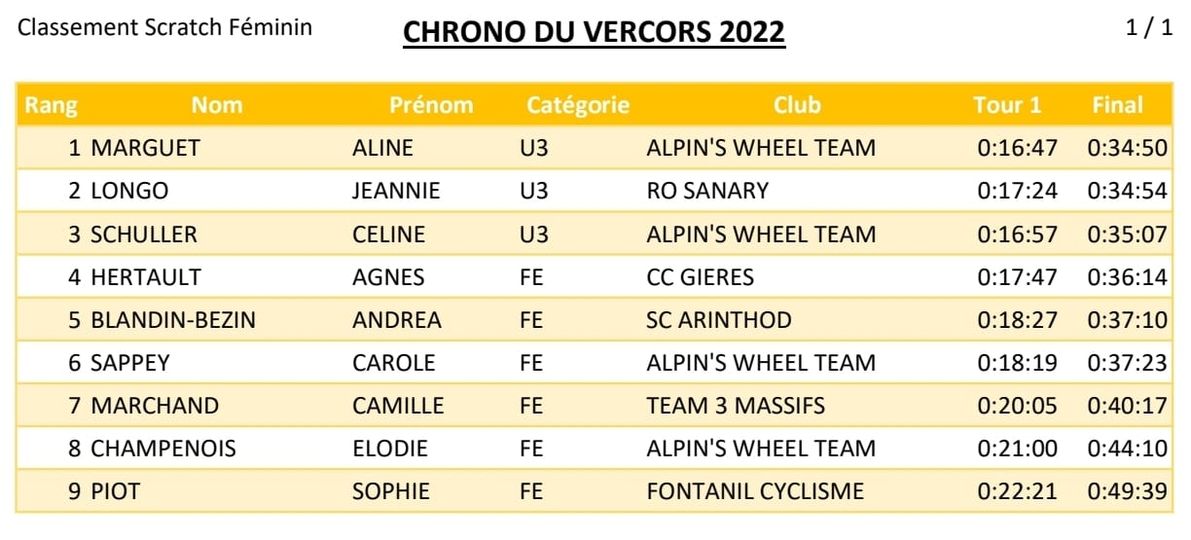 Classement Scratch Féminin CHRONO DU VERCORS 2022 1 / 1
Rang Nom Prénom Catégorie Club Tour 1 Final
1 MARGUET ALINE U3 ALPIN'S WHEEL TEAM 0:16:47 0:34:50
2 LONGO JEANNIE U3 RO SANARY 0:17:24 0:34:54
3 SCHULLER CELINE U3 ALPIN'S WHEEL TEAM 0:16:57 0:35:07
4 HERTAULT AGNES FE CC GIERES 0:17:47 0:36:14
5 BLANDIN-BEZIN ANDREA FE SC ARINTHOD 0:18:27 0:37:10
6 SAPPEY CAROLE FE ALPIN'S WHEEL TEAM 0:18:19 0:37:23
7 MARCHAND CAMILLE FE TEAM 3 MASSIFS 0:20:05 0:40:17
8 CHAMPENOIS ELODIE FE ALPIN'S WHEEL TEAM 0:21:00 0:44:10
9 PIOT SOPHIE FE FONTANIL CYCLISME 0:22:21 0:49:39